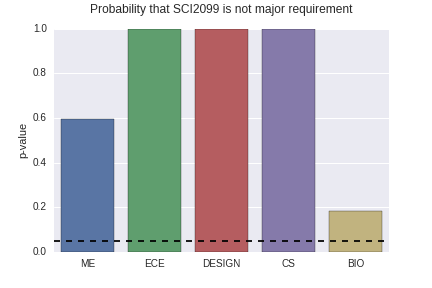 Probability that SCI2099 is not major requirement
1.0
0.8
0.6
0.4
0.2
0.0
p-value
ME ECE DESIGN CS BIO